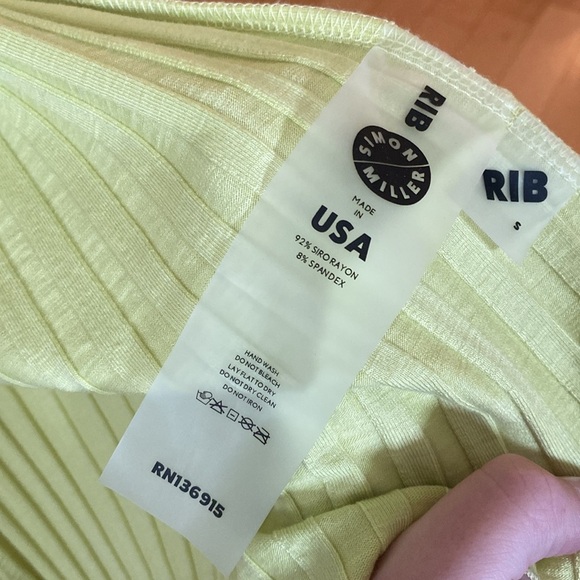 RIB
SIMON
MILLER
MADE
IN
USA
92% SIRO RAYON
8% SPANDEX
HAND WASH
DO NOT BLEACH
LAY FLAT TO DRY
DO NOT DRY CLEAN
DO NOT IRON
RN136915
RIB
S